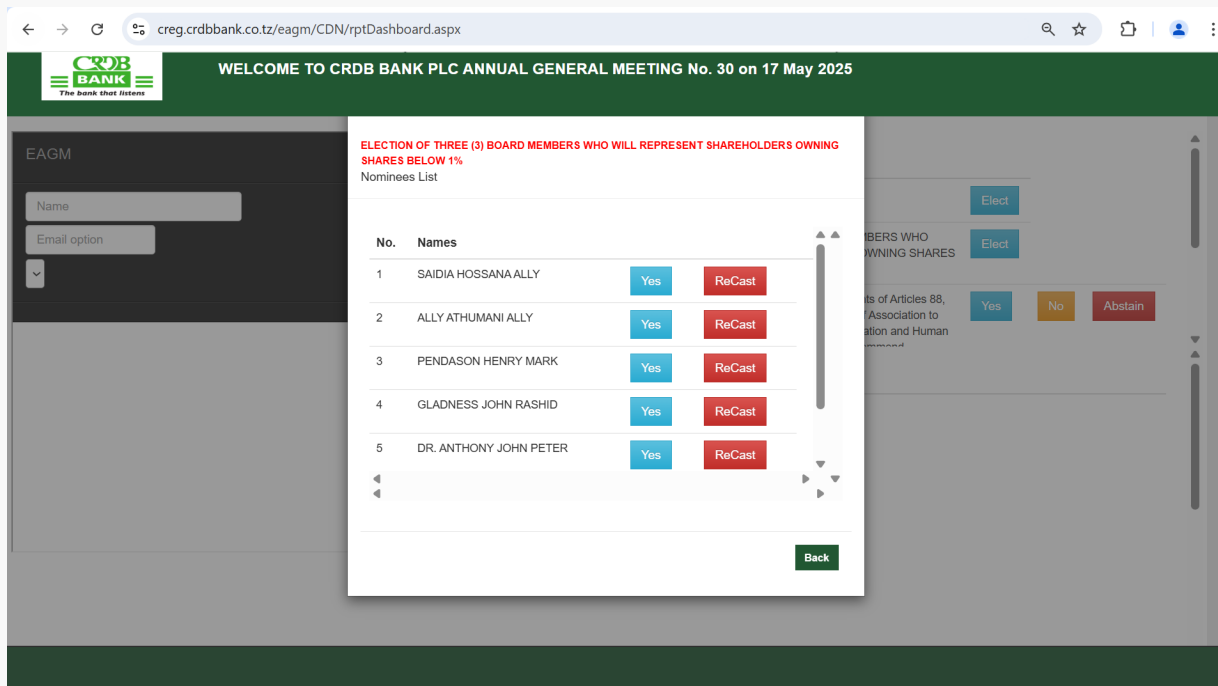 creg.crdbbank.co.tz/eagm/CDN/rptDashboard.aspx
CRDB
BANK
The bank that listens
WELCOME TO CRDB BANK PLC ANNUAL GENERAL MEETING No. 30 on 17 May 2025
EAGM
Name
Email option
ELECTION OF THREE (3) BOARD MEMBERS WHO WILL REPRESENT SHAREHOLDERS OWNING
SHARES BELOW 1%
Nominees List
No. Names
1 SAIDIA HOSSANA ALLY Yes ReCast
2 ALLY ATHUMANI ALLY Yes ReCast
3 PENDASON HENRY MARK Yes ReCast
4 GLADNESS JOHN RASHID Yes ReCast
5 DR. ANTHONY JOHN PETER Yes ReCast
Back
Elect
WHO
SHARES Elect
of Articles 88,
Association to
and Human
Yes No Abstain